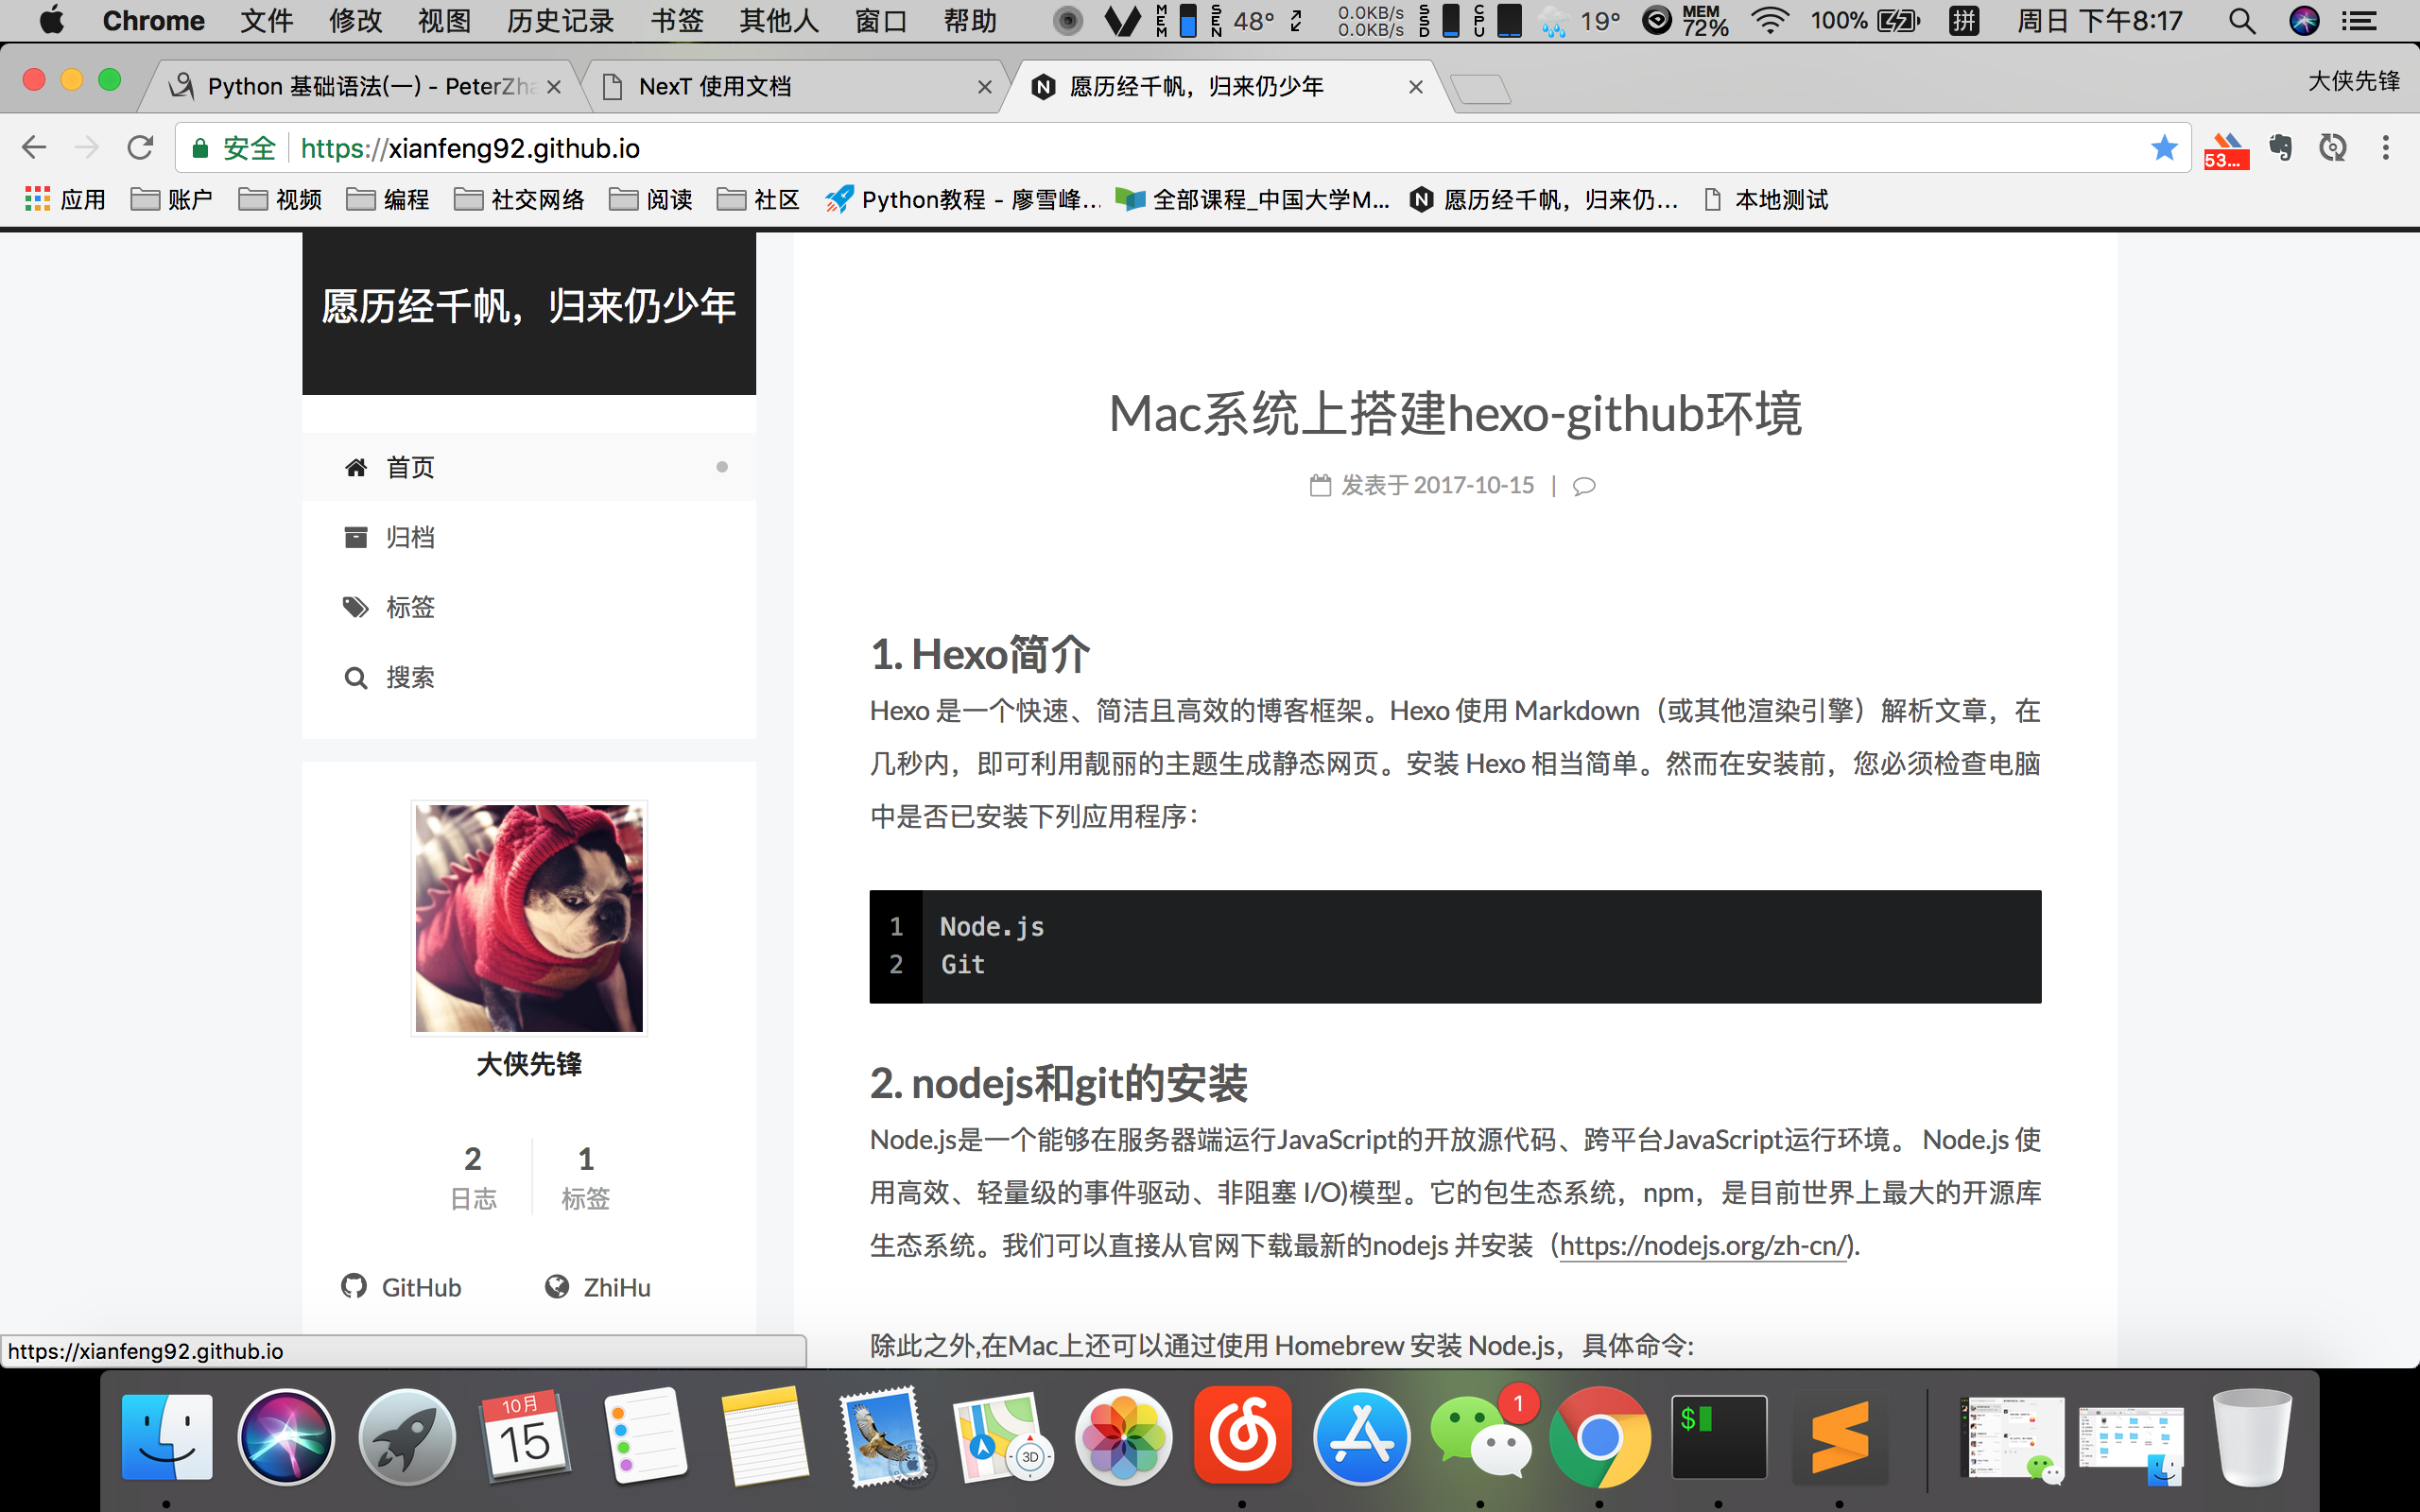 Chrome 文件 修改 视图 历史记录 书签 其他人 窗口 帮助 MEM SEN 48° 0.0KB/s 0.0KB/s SSD CPU 19° MEM 72% 100% 拼 周日 下午8:17
Python 基础语法(一) - PeterZha
NexT 使用文档
愿历经千帆，归来仍少年
大侠先锋
安全 https://xianfeng92.github.io
53...
应用 账户 视频 编程 社交网络 阅读 社区 Python教程 - 廖雪峰... 全部课程_中国大学M... 愿历经千帆，归来仍... 本地测试
愿历经千帆，归来仍少年
首页
归档
标签
搜索
大侠先锋
2 1
日志 标签
GitHub ZhiHu
Mac系统上搭建hexo-github环境
发表于 2017-10-15 |
1. Hexo简介
Hexo 是一个快速、简洁且高效的博客框架。Hexo 使用 Markdown（或其他渲染引擎）解析文章，在
几秒内，即可利用靓丽的主题生成静态网页。安装 Hexo 相当简单。然而在安装前，您必须检查电脑
中是否已安装下列应用程序：
1 Node.js
2 Git
2. nodejs和git的安装
Node.js是一个能够在服务器端运行JavaScript的开放源代码、跨平台JavaScript运行环境。 Node.js 使
用高效、轻量级的事件驱动、非阻塞 I/O)模型。它的包生态系统，npm，是目前世界上最大的开源库
生态系统。我们可以直接从官网下载最新的nodejs 并安装（https://nodejs.org/zh-cn/).
除此之外,在Mac上还可以通过使用 Homebrew 安装 Node.js，具体命令:
https://xianfeng92.github.io
10月
15
3D
1
$